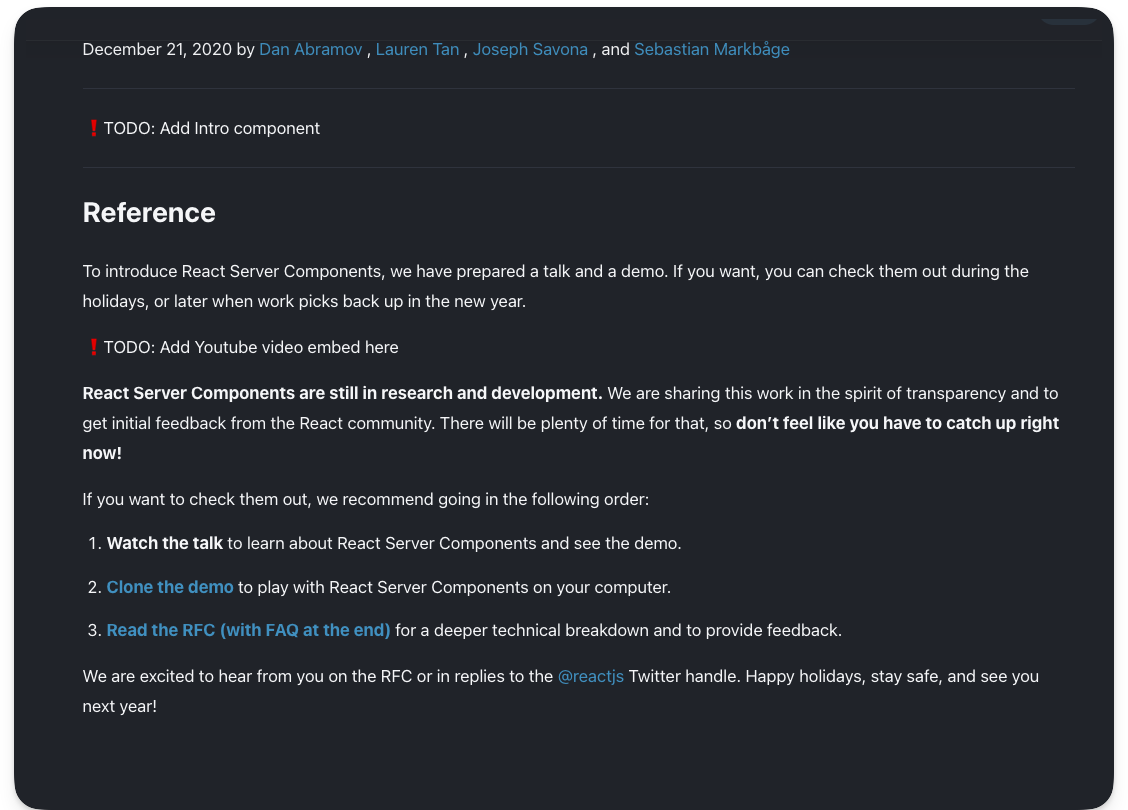 December 21, 2020 by Dan Abramov , Lauren Tan , Joseph Savona , and Sebastian Markbåge
❗TODO: Add Intro component
Reference
To introduce React Server Components, we have prepared a talk and a demo. If you want, you can check them out during the
holidays, or later when work picks back up in the new year.
❗TODO: Add Youtube video embed here
React Server Components are still in research and development. We are sharing this work in the spirit of transparency and to
get initial feedback from the React community. There will be plenty of time for that, so don’t feel like you have to catch up right
now!
If you want to check them out, we recommend going in the following order:
1. Watch the talk to learn about React Server Components and see the demo.
2. Clone the demo to play with React Server Components on your computer.
3. Read the RFC (with FAQ at the end) for a deeper technical breakdown and to provide feedback.
We are excited to hear from you on the RFC or in replies to the @reactjs Twitter handle. Happy holidays, stay safe, and see you
next year!